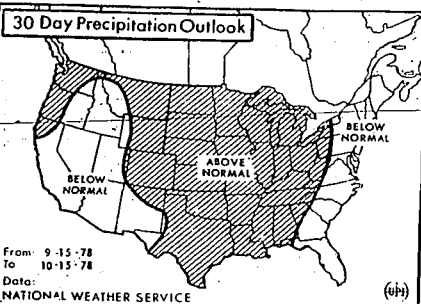 30 Day Precipitation Outlook
BELOW
NORMAL
ABOVE
NORMAL
BELOW
NORMAL
From 9-15-78
To 10-15-78
Data:
NATIONAL WEATHER SERVICE
UPI